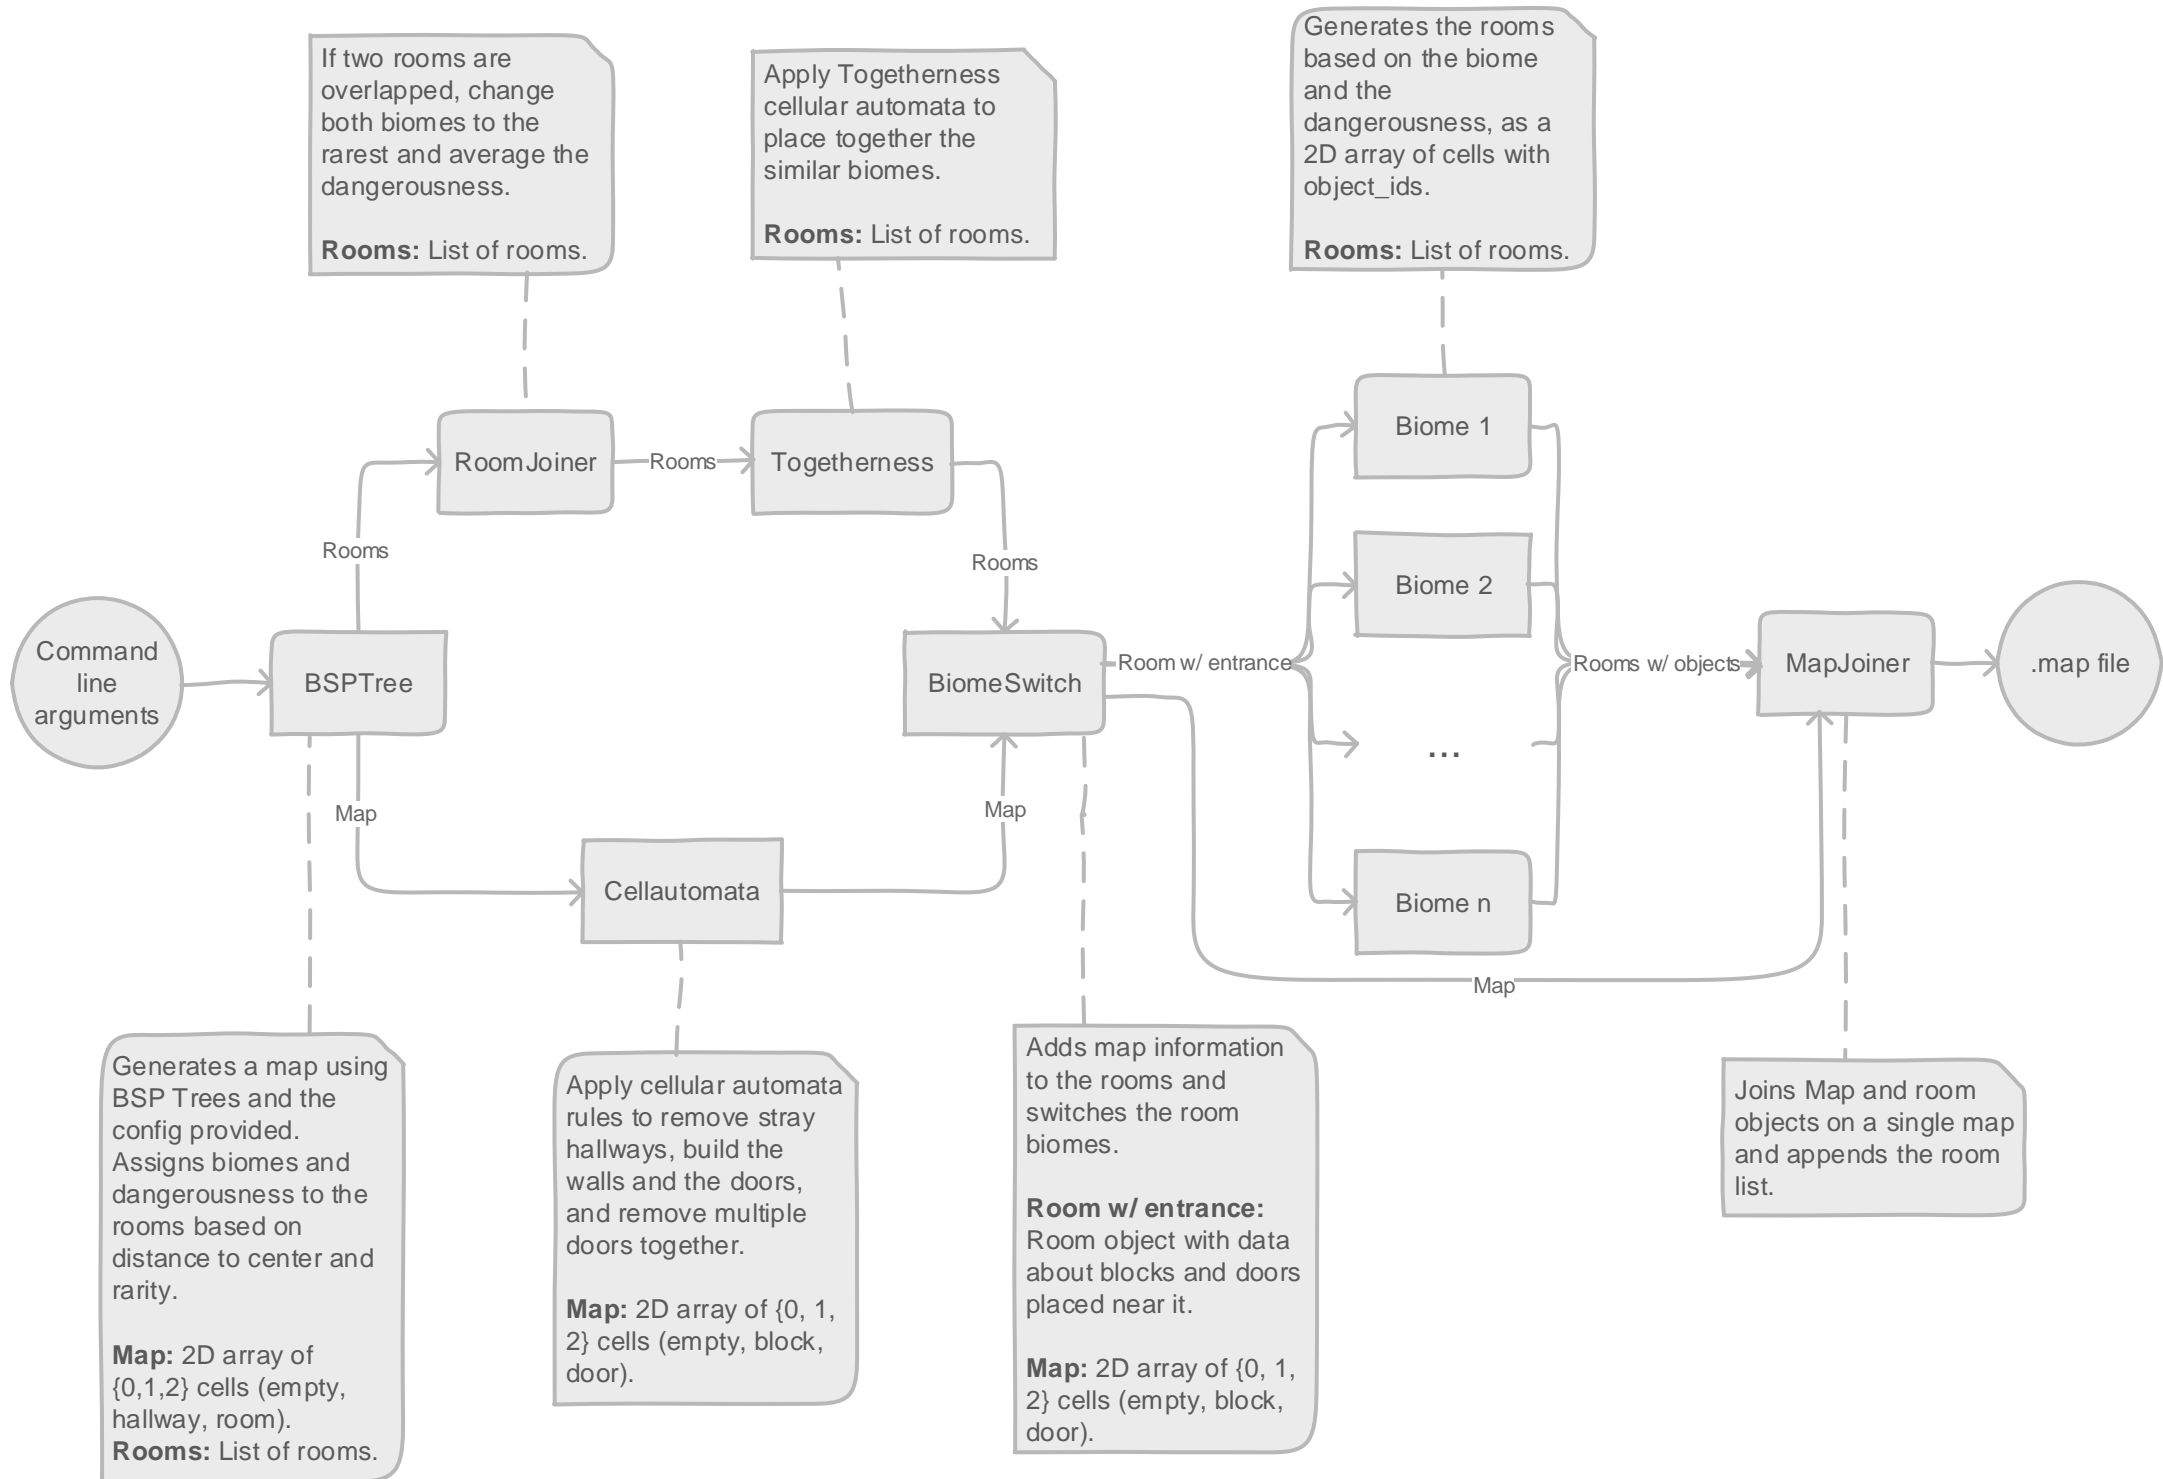 If two rooms are
overlapped, change
both biomes to the
rarest and average the
dangerousness.
Rooms: List of rooms.
Apply Togetherness
cellular automata to
place together the
similar biomes.
Rooms: List of rooms.
Generates the rooms
based on the biome
and the
dangerousness, as a
2D array of cells with
object_ids.
Rooms: List of rooms.
RoomJoiner
Rooms
Togetherness
Biome 1
Rooms
Rooms
Biome 2
Command
line
arguments
BSPTree
BiomeSwitch
Room w/ entrance
Rooms w/ objects
MapJoiner
.map file
...
Map
Map
Cellautomata
Biome n
Map
Generates a map using
BSP Trees and the
config provided.
Assigns biomes and
dangerousness to the
rooms based on
distance to center and
rarity.
Map: 2D array of
{0,1,2} cells (empty,
hallway, room).
Rooms: List of rooms.
Apply cellular automata
rules to remove stray
hallways, build the
walls and the doors,
and remove multiple
doors together.
Map: 2D array of {0, 1,
2} cells (empty, block,
door).
Adds map information
to the rooms and
switches the room
biomes.
Room w/ entrance:
Room object with data
about blocks and doors
placed near it.
Map: 2D array of {0, 1,
2} cells (empty, block,
door).
Joins Map and room
objects on a single map
and appends the room
list.